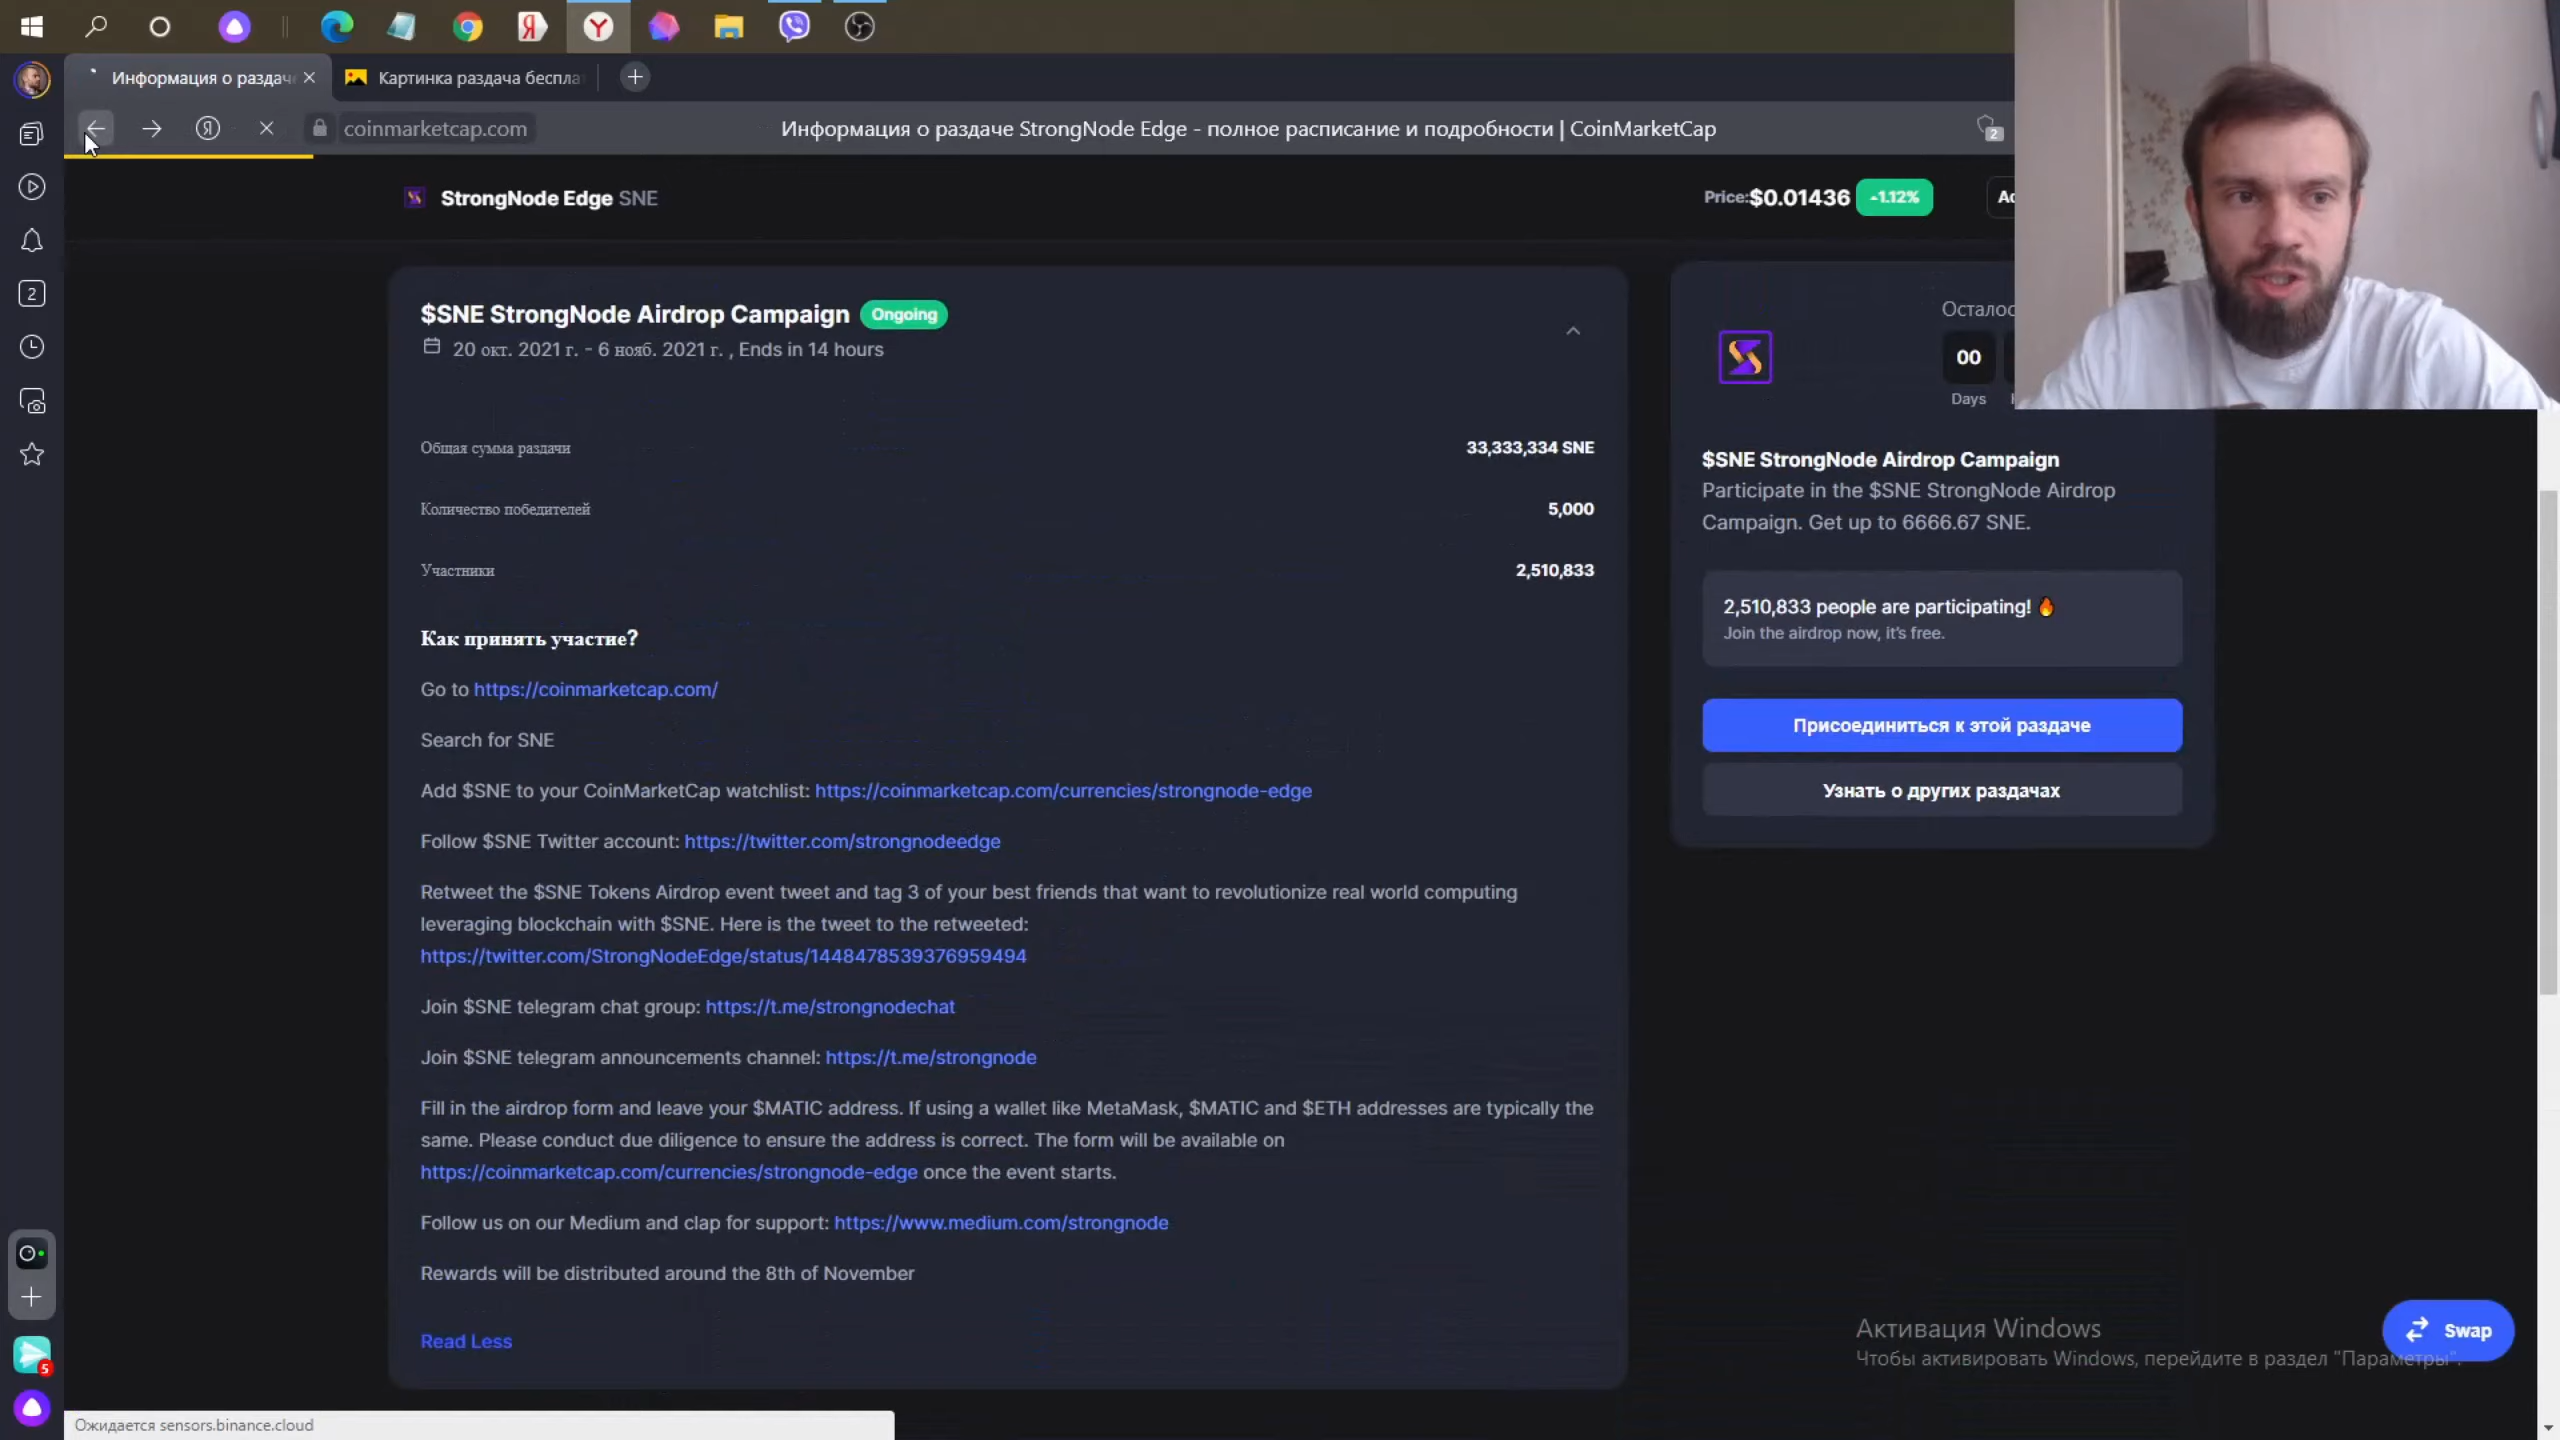 Информация о раздаче
Картинка раздача беспла
coinmarketcap.com
Информация о раздаче StrongNode Edge - полное расписание и подробности | CoinMarketCap
2
StrongNode Edge SNE
Price:$0.01436
1.12%
2
$SNE StrongNode Airdrop Campaign
Ongoing
20 окт. 2021 г. - 6 нояб. 2021 г. , Ends in 14 hours
Общая сумма раздачи
33,333,334 SNE
Количество победителей
5,000
Участники
2,510,833
Как принять участие?
Go to https://coinmarketcap.com/
Search for SNE
Add $SNE to your CoinMarketCap watchlist: https://coinmarketcap.com/currencies/strongnode-edge
Follow $SNE Twitter account: https://twitter.com/strongnodeedge
Retweet the $SNE Tokens Airdrop event tweet and tag 3 of your best friends that want to revolutionize real world computing
leveraging blockchain with $SNE. Here is the tweet to the retweeted:
https://twitter.com/StrongNodeEdge/status/1448478539376959494
Join $SNE telegram chat group: https://t.me/strongnodechat
Join $SNE telegram announcements channel: https://t.me/strongnode
Fill in the airdrop form and leave your $MATIC address. If using a wallet like MetaMask, $MATIC and $ETH addresses are typically the
same. Please conduct due diligence to ensure the address is correct. The form will be available on
https://coinmarketcap.com/currencies/strongnode-edge once the event starts.
Follow us on our Medium and clap for support: https://www.medium.com/strongnode
Rewards will be distributed around the 8th of November
Read Less
Осталос
00
Days
$SNE StrongNode Airdrop Campaign
Participate in the $SNE StrongNode Airdrop
Campaign. Get up to 6666.67 SNE.
2,510,833 people are participating! 🔥
Join the airdrop now, it's free.
Присоединиться к этой раздаче
Узнать о других раздачах
Swap
Активация Windows
Чтобы активировать Windows, перейдите в раздел "Параметры".
5
Ожидается sensors.binance.cloud